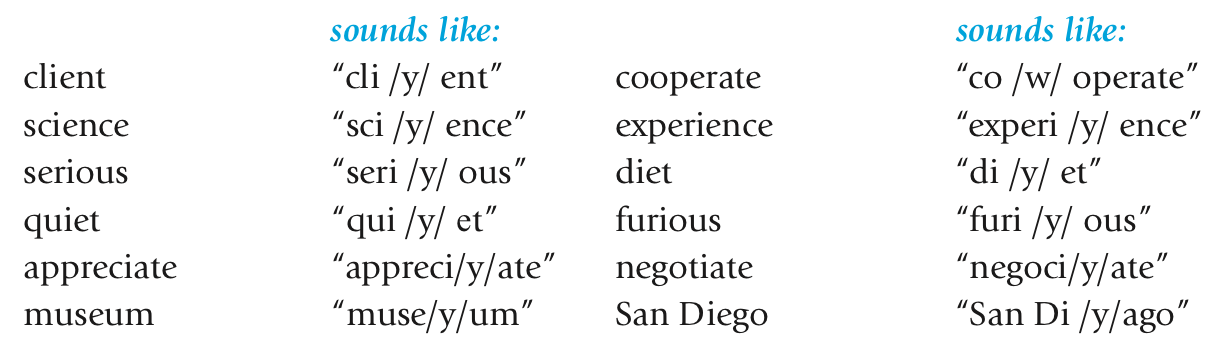 sounds like: sounds like:
client “cli /y/ ent” cooperate “co /w/ operate”
science “sci /y/ ence” experience “experi /y/ ence”
serious “seri /y/ ous” diet “di /y/ et”
quiet “qui /y/ et” furious “furi /y/ ous”
appreciate “appreci/y/ate” negotiate “negoci/y/ate”
museum “muse/y/um” San Diego “San Di /y/ago”